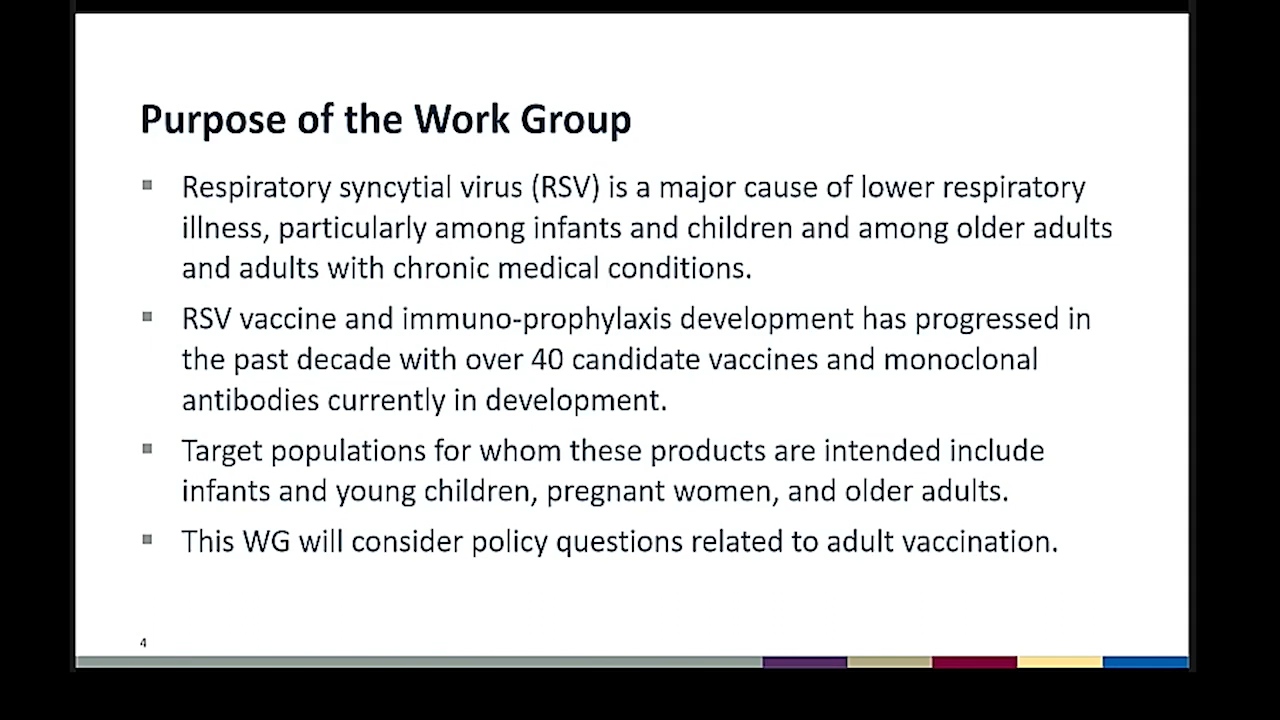 Purpose of the Work Group
▪ Respiratory syncytial virus (RSV) is a major cause of lower respiratory
illness, particularly among infants and children and among older adults
and adults with chronic medical conditions.
▪ RSV vaccine and immuno-prophylaxis development has progressed in
the past decade with over 40 candidate vaccines and monoclonal
antibodies currently in development.
▪ Target populations for whom these products are intended include
infants and young children, pregnant women, and older adults.
▪ This WG will consider policy questions related to adult vaccination.
4